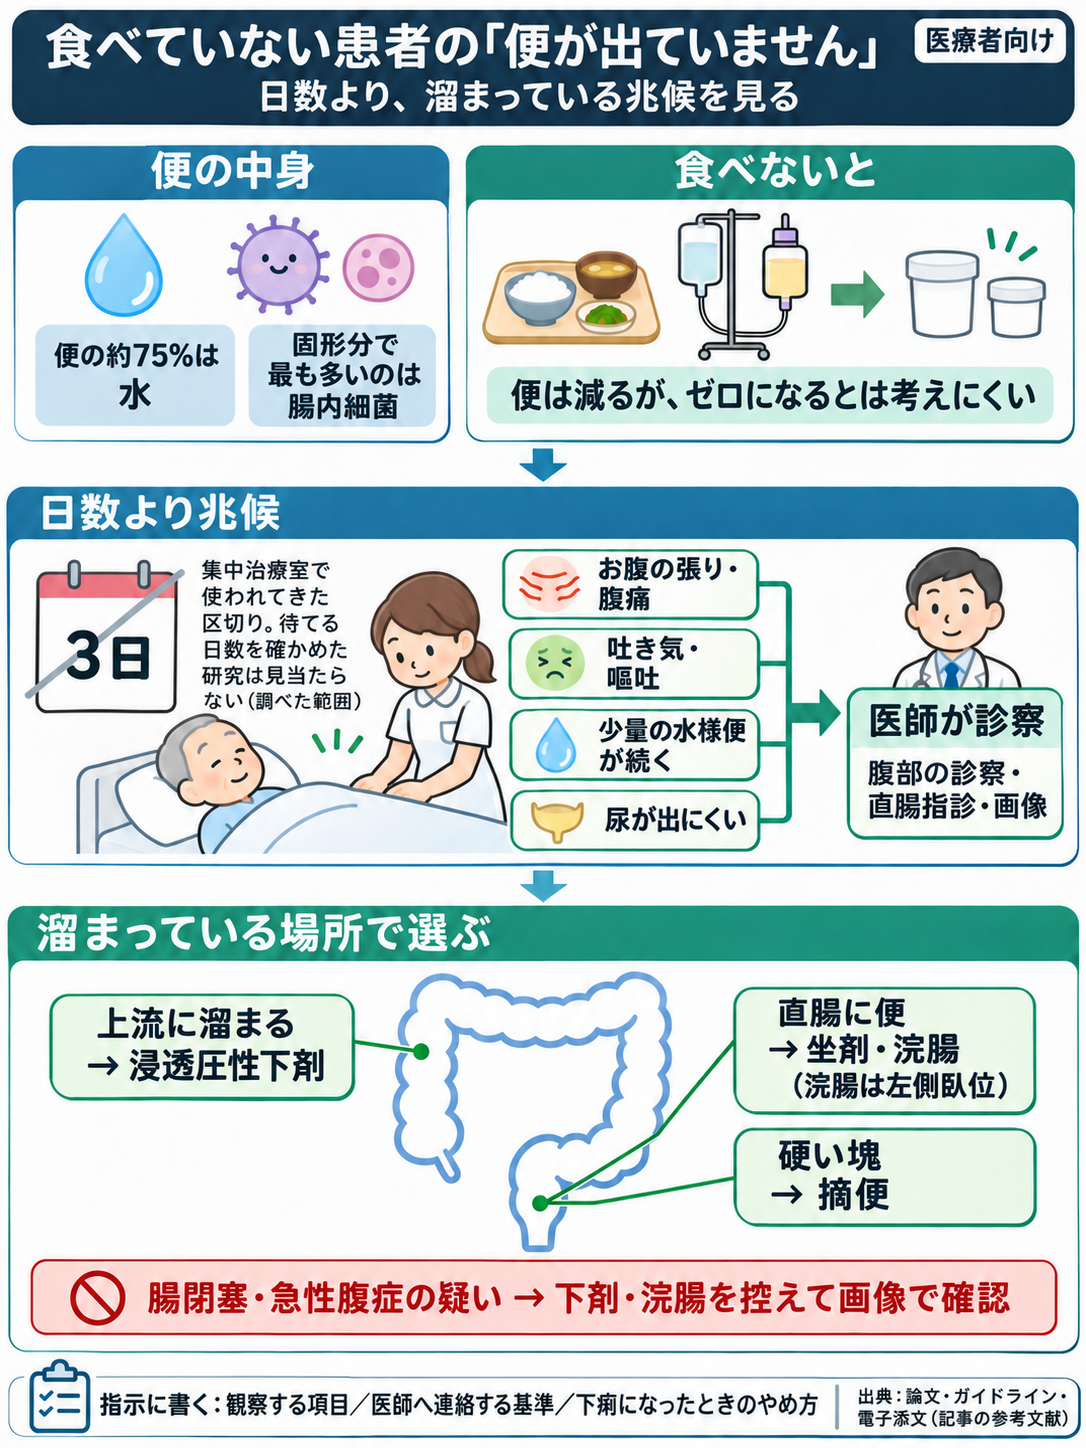 食べていない患者の「便が出ていません」
医療者向け
日数より、溜まっている兆候を見る
便の中身
便の約75%は
水
固形分で
最も多いのは
腸内細菌
食べないと
便は減るが、ゼロになるとは考えにくい
日数より兆候
3日
集中治療室で
使われてきた
区切り。待てる
日数を確かめた
研究は見当たら
ない（調べた範囲）
お腹の張り・
腹痛
吐き気・
嘔吐
少量の水様便
が続く
尿が出にくい
医師が診察
腹部の診察・
直腸指診・画像
溜まっている場所で選ぶ
上流に溜まる
→ 浸透圧性下剤
直腸に便
→ 坐剤・浣腸
（浣腸は左側臥位）
硬い塊
→ 摘便
腸閉塞・急性腹症の疑い → 下剤・浣腸を控えて画像で確認
指示に書く：観察する項目／医師へ連絡する基準／下痢になったときのやめ方
出典：論文・ガイドライン・
電子添文（記事の参考文献）